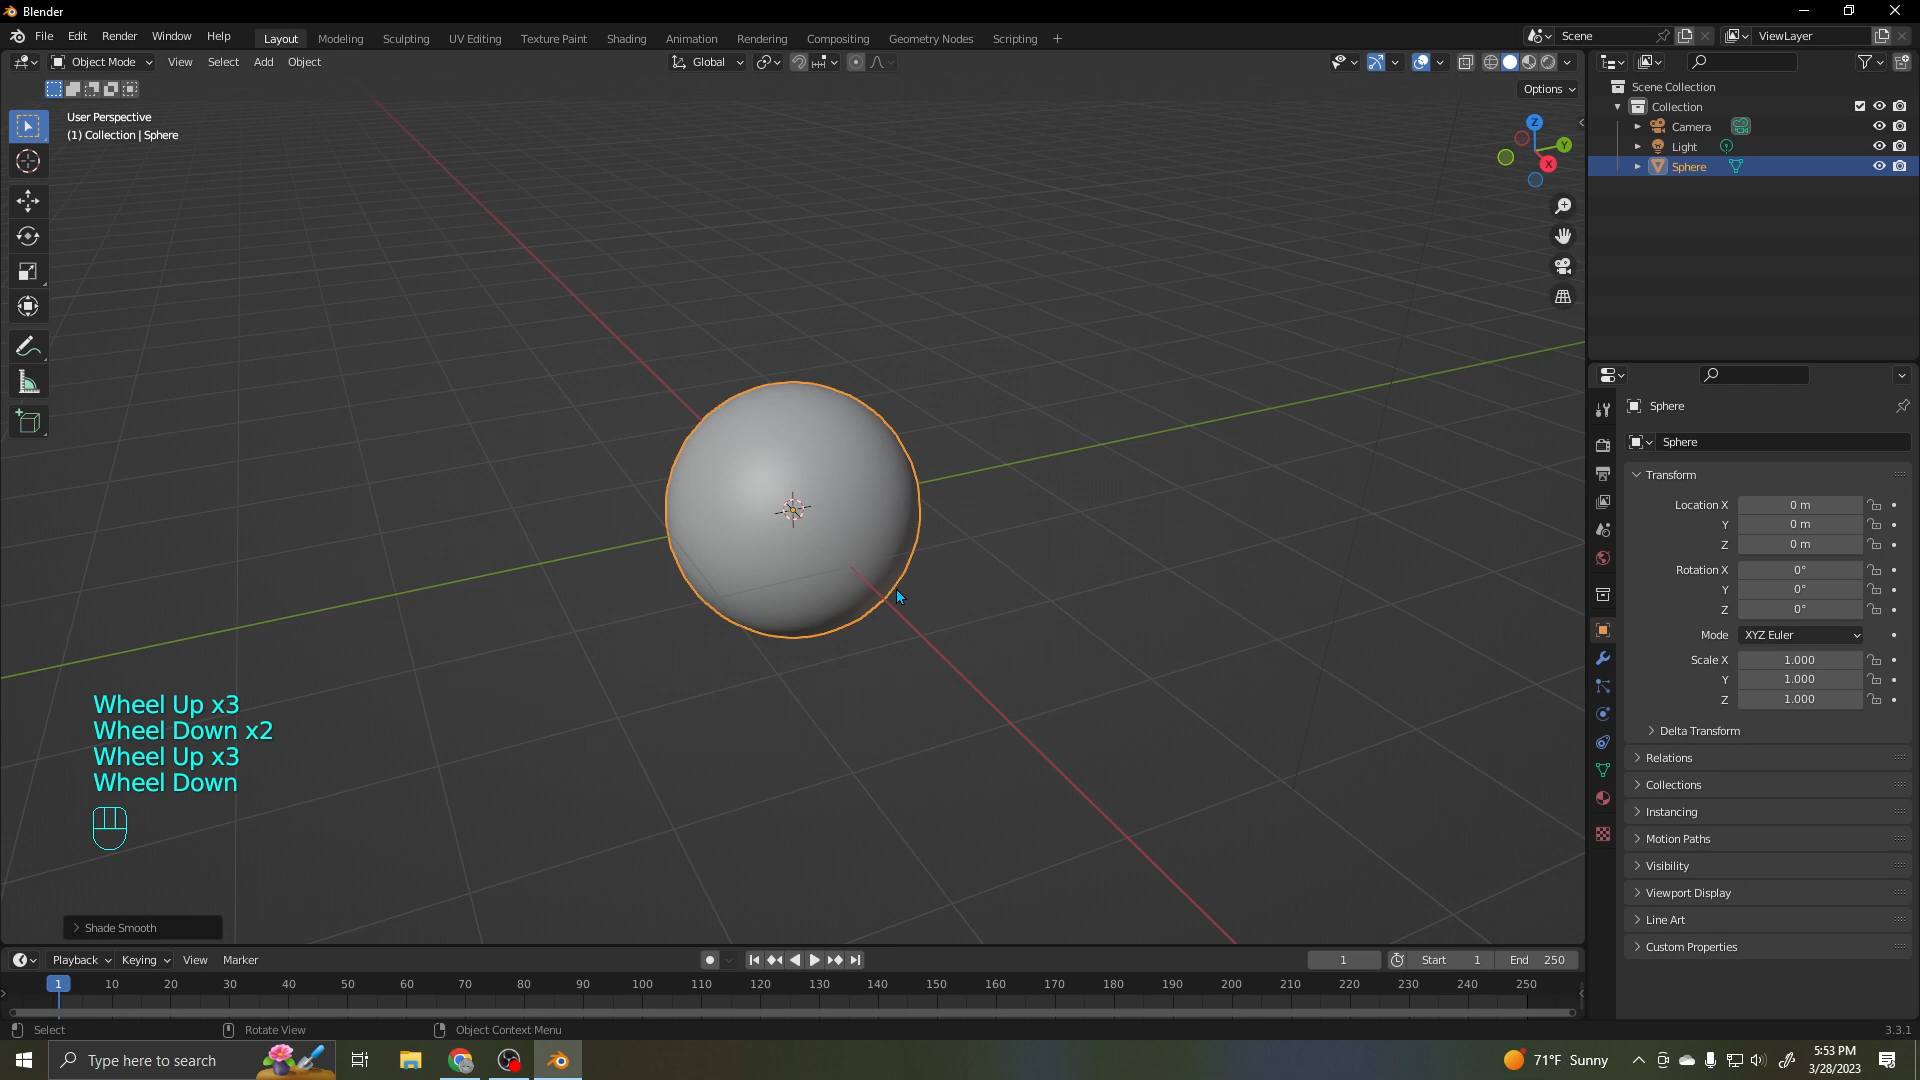 Blender
File Edit Render Window Help Layout Modeling Sculpting UV Editing Texture Paint Shading Animation Rendering Compositing Geometry Nodes Scripting + Scene ViewLayer
Object Mode View Select Add Object Global
Options
User Perspective
(1) Collection | Sphere
Z
Y
X
Scene Collection
Collection
Camera
Light
Sphere
Sphere
Sphere
Transform
Location X 0 m
Y 0 m
Z 0 m
Rotation X 0°
Y 0°
Z 0°
Mode XYZ Euler
Scale X 1.000
Y 1.000
Z 1.000
Delta Transform
Relations
Collections
Instancing
Motion Paths
Visibility
Viewport Display
Line Art
Custom Properties
Wheel Up x3
Wheel Down x2
Wheel Up x3
Wheel Down
Shade Smooth
Playback Keying View Marker 1 Start 1 End 250
1 10 20 30 40 50 60 70 80 90 100 110 120 130 140 150 160 170 180 190 200 210 220 230 240 250
Select Rotate View Object Context Menu 3.3.1
Type here to search
71°F Sunny
5:53 PM
3/28/2023